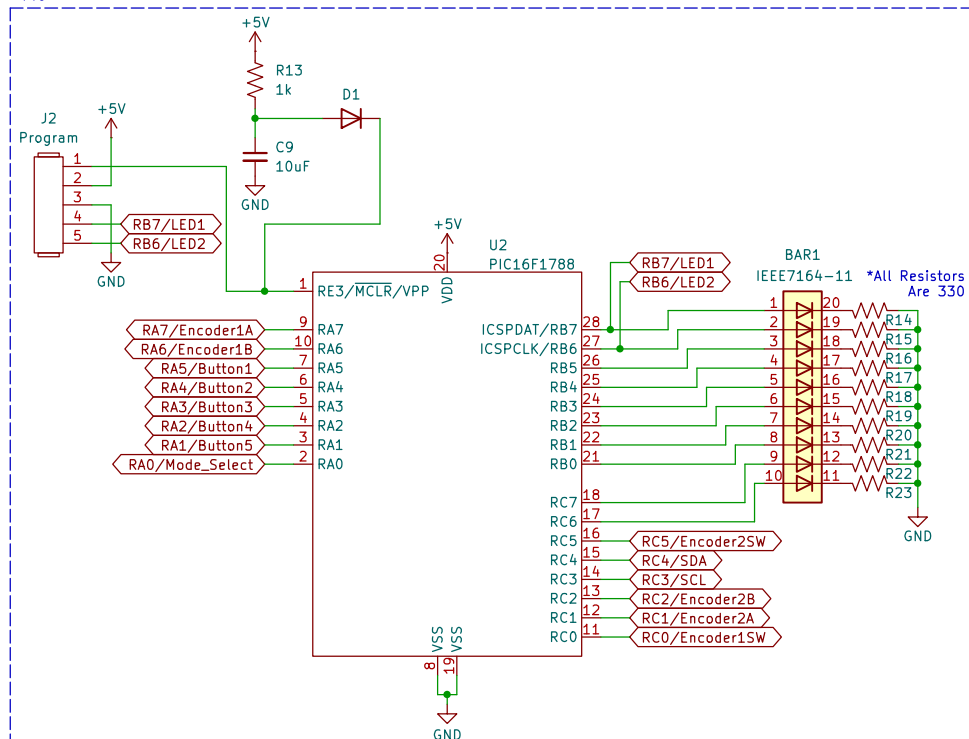 +5V
R13
1k
D1
C9
10uF
GND
J2
Program
+5V
1
2
3
4
5
RB7/LED1
RB6/LED2
GND
+5V
U2
PIC16F1788
20
VDD
1
RE3/MCLR/VPP
RA7/Encoder1A
9
RA7
RA6/Encoder1B
10
RA6
RA5/Button1
7
RA5
RA4/Button2
6
RA4
RA3/Button3
5
RA3
RA2/Button4
4
RA2
RA1/Button5
3
RA1
RA0/Mode_Select
2
RA0
ICSPDAT/RB7
28
ICSPCLK/RB6
27
RB5
26
RB4
25
RB3
24
RB2
23
RB1
22
RB0
21
RC7
18
RC6
17
RC5
16
RC5/Encoder2SW
RC4
15
RC4/SDA
RC3
14
RC3/SCL
RC2
13
RC2/Encoder2B
RC1
12
RC1/Encoder2A
RC0
11
RC0/Encoder1SW
VSS
VSS
8
19
GND
RB7/LED1
RB6/LED2
BAR1
IEEE7164-11
*All Resistors
Are 330
1
20
R14
2
19
R15
3
18
R16
4
17
R17
5
16
R18
6
15
R19
7
14
R20
8
13
R21
9
12
R22
10
11
R23
GND